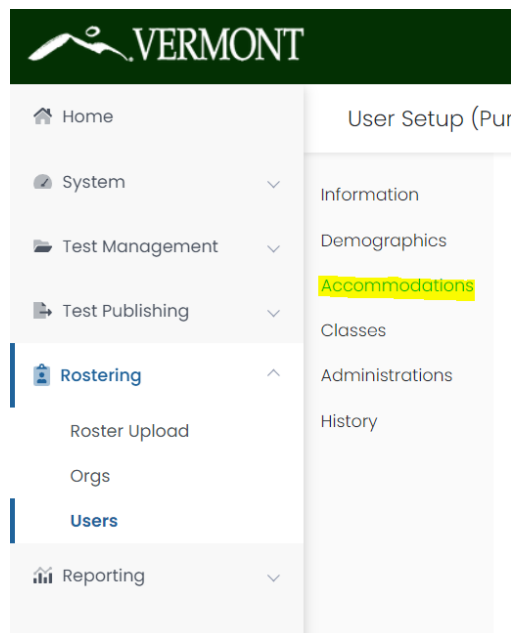 VERMONT
Home
System
Test Management
Test Publishing
Rostering
Roster Upload
Orgs
Users
Reporting
User Setup (Pur
Information
Demographics
Accommodations
Classes
Administrations
History